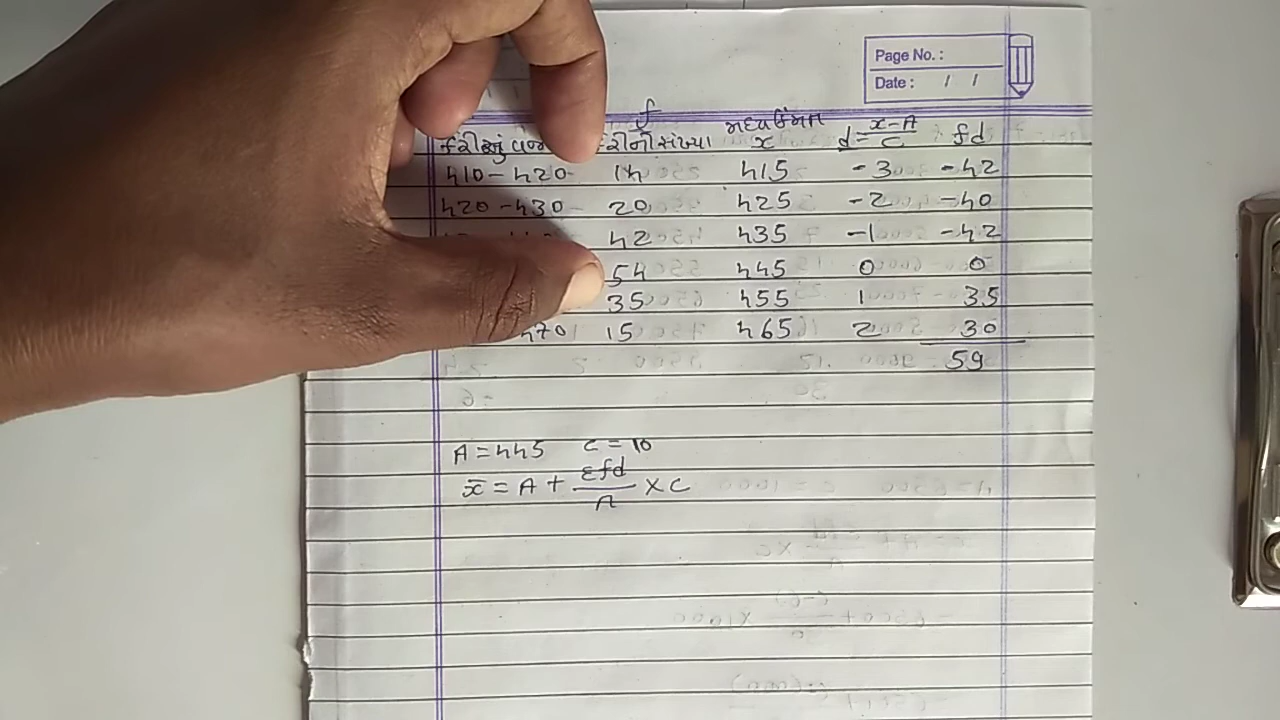 Page No. :
Date : / /
f
કેરીનું વજન કેરીની સંખ્યા મધ્યકિંમત x d = x-A/C fd
410-420 14 415 -3 -42
420-430 20 425 -2 -40
42 435 -1 -42
54 445 0 0
35 455 1 35
470 15 465 2 30
59
A = 445 C = 10
x̄ = A + Σfd/n × C